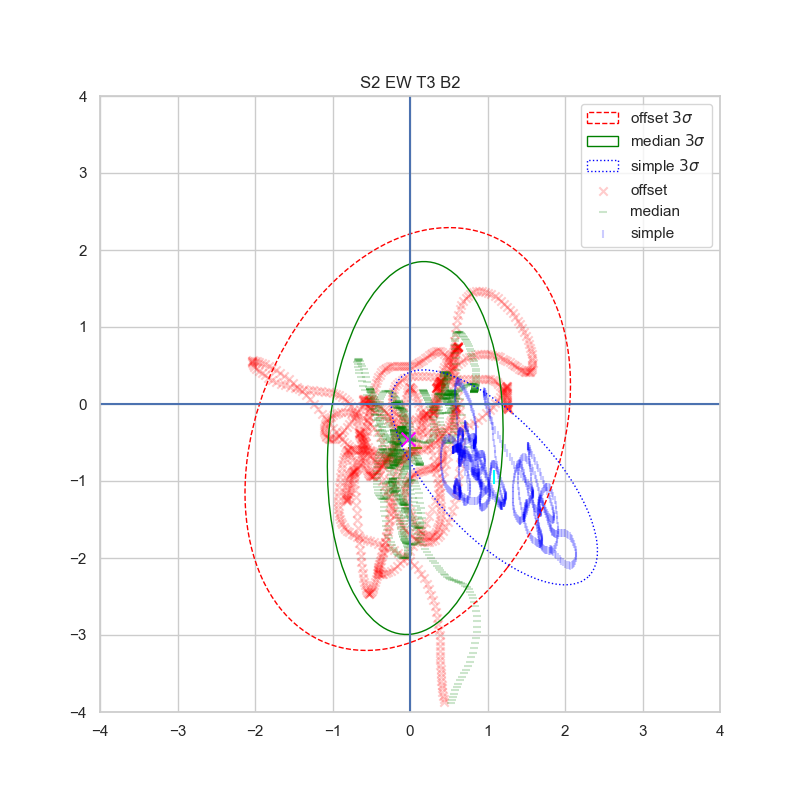 S2 EW T3 B2
4
3
2
1
0
−1
−2
−3
−4
−4
−3
−2
−1
0
1
2
3
4
offset 3σ
median 3σ
simple 3σ
offset
median
simple